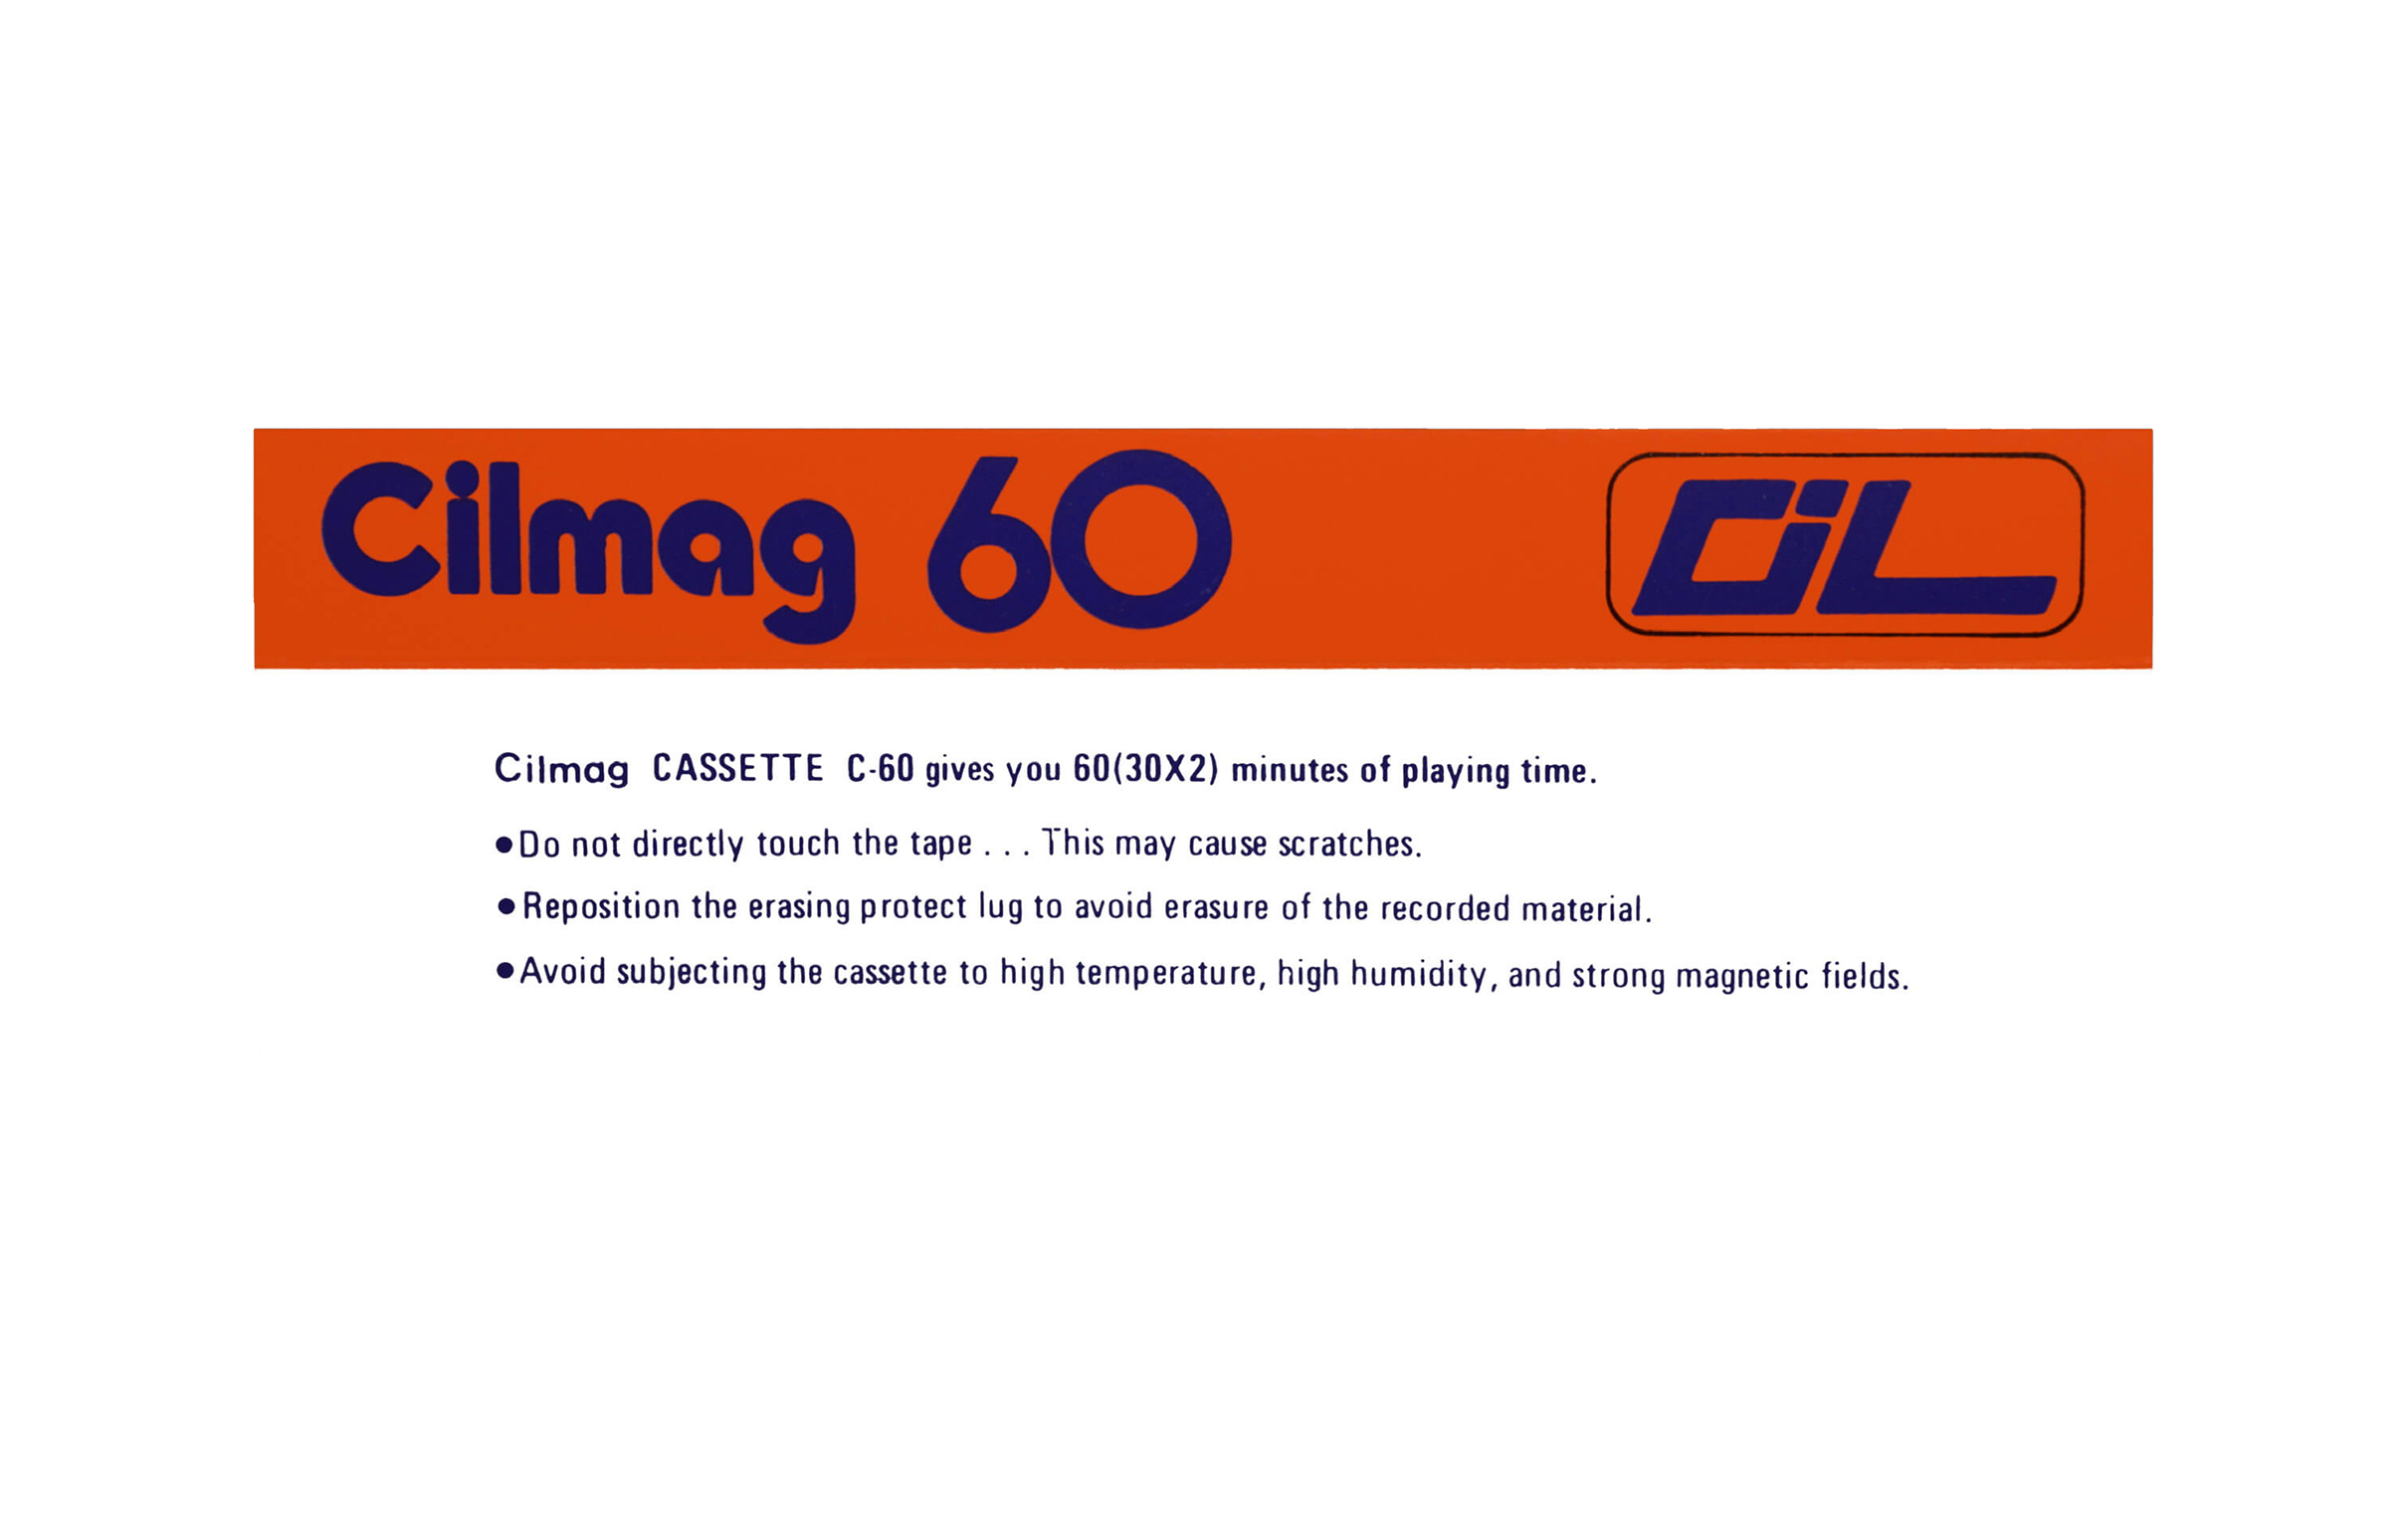 Cilmag 60 CiL
Cilmag CASSETTE C-60 gives you 60(30X2) minutes of playing time.
●Do not directly touch the tape . . . This may cause scratches.
●Reposition the erasing protect lug to avoid erasure of the recorded material.
●Avoid subjecting the cassette to high temperature, high humidity, and strong magnetic fields.